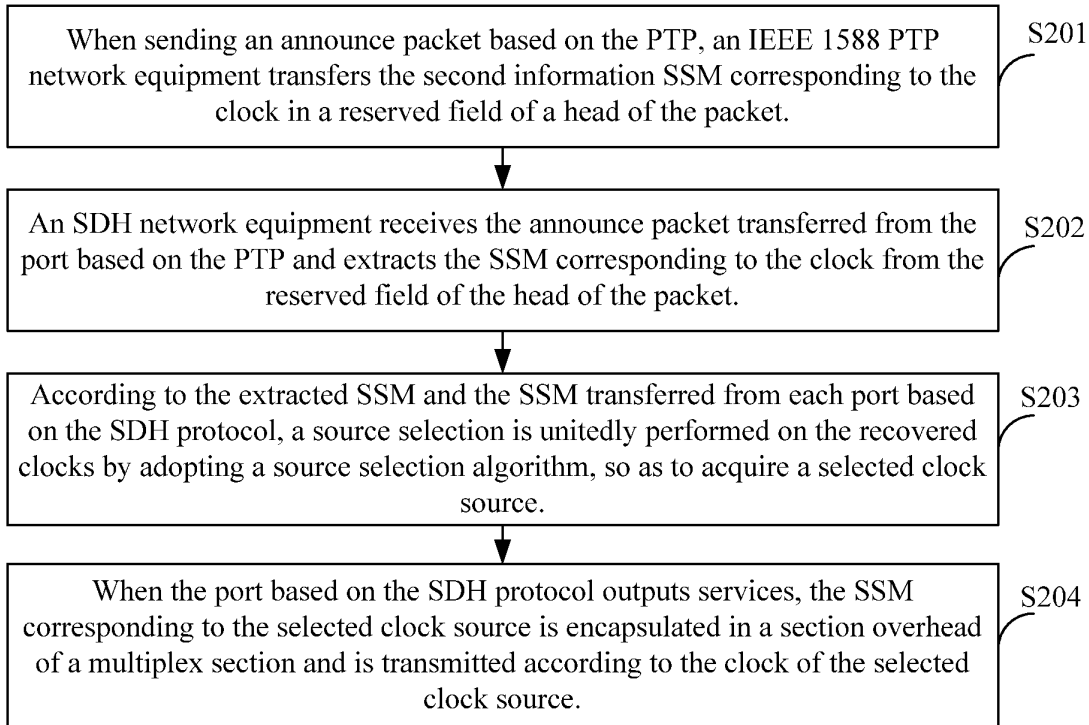 When sending an announce packet based on the PTP, an IEEE 1588 PTP
network equipment transfers the second information SSM corresponding to the
clock in a reserved field of a head of the packet.
S201
An SDH network equipment receives the announce packet transferred from the
port based on the PTP and extracts the SSM corresponding to the clock from the
reserved field of the head of the packet.
S202
According to the extracted SSM and the SSM transferred from each port based
on the SDH protocol, a source selection is unitedly performed on the recovered
clocks by adopting a source selection algorithm, so as to acquire a selected clock
source.
S203
When the port based on the SDH protocol outputs services, the SSM
corresponding to the selected clock source is encapsulated in a section overhead
of a multiplex section and is transmitted according to the clock of the selected
clock source.
S204